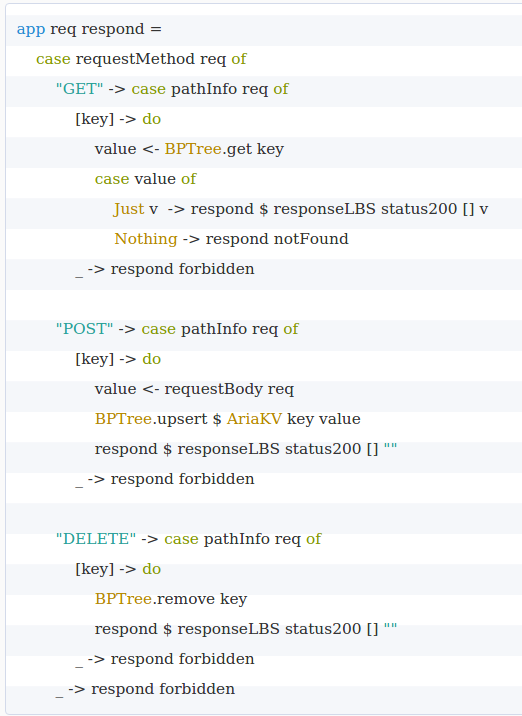 app req respond =
    case requestMethod req of
        "GET" -> case pathInfo req of
            [key] -> do
                value <- BPTree.get key
                case value of
                    Just v  -> respond $ responseLBS status200 [] v
                    Nothing -> respond notFound
            _ -> respond forbidden

        "POST" -> case pathInfo req of
            [key] -> do
                value <- requestBody req
                BPTree.upsert $ AriaKV key value
                respond $ responseLBS status200 [] ""
            _ -> respond forbidden

        "DELETE" -> case pathInfo req of
            [key] -> do
                BPTree.remove key
                respond $ responseLBS status200 [] ""
            _ -> respond forbidden
        _ -> respond forbidden